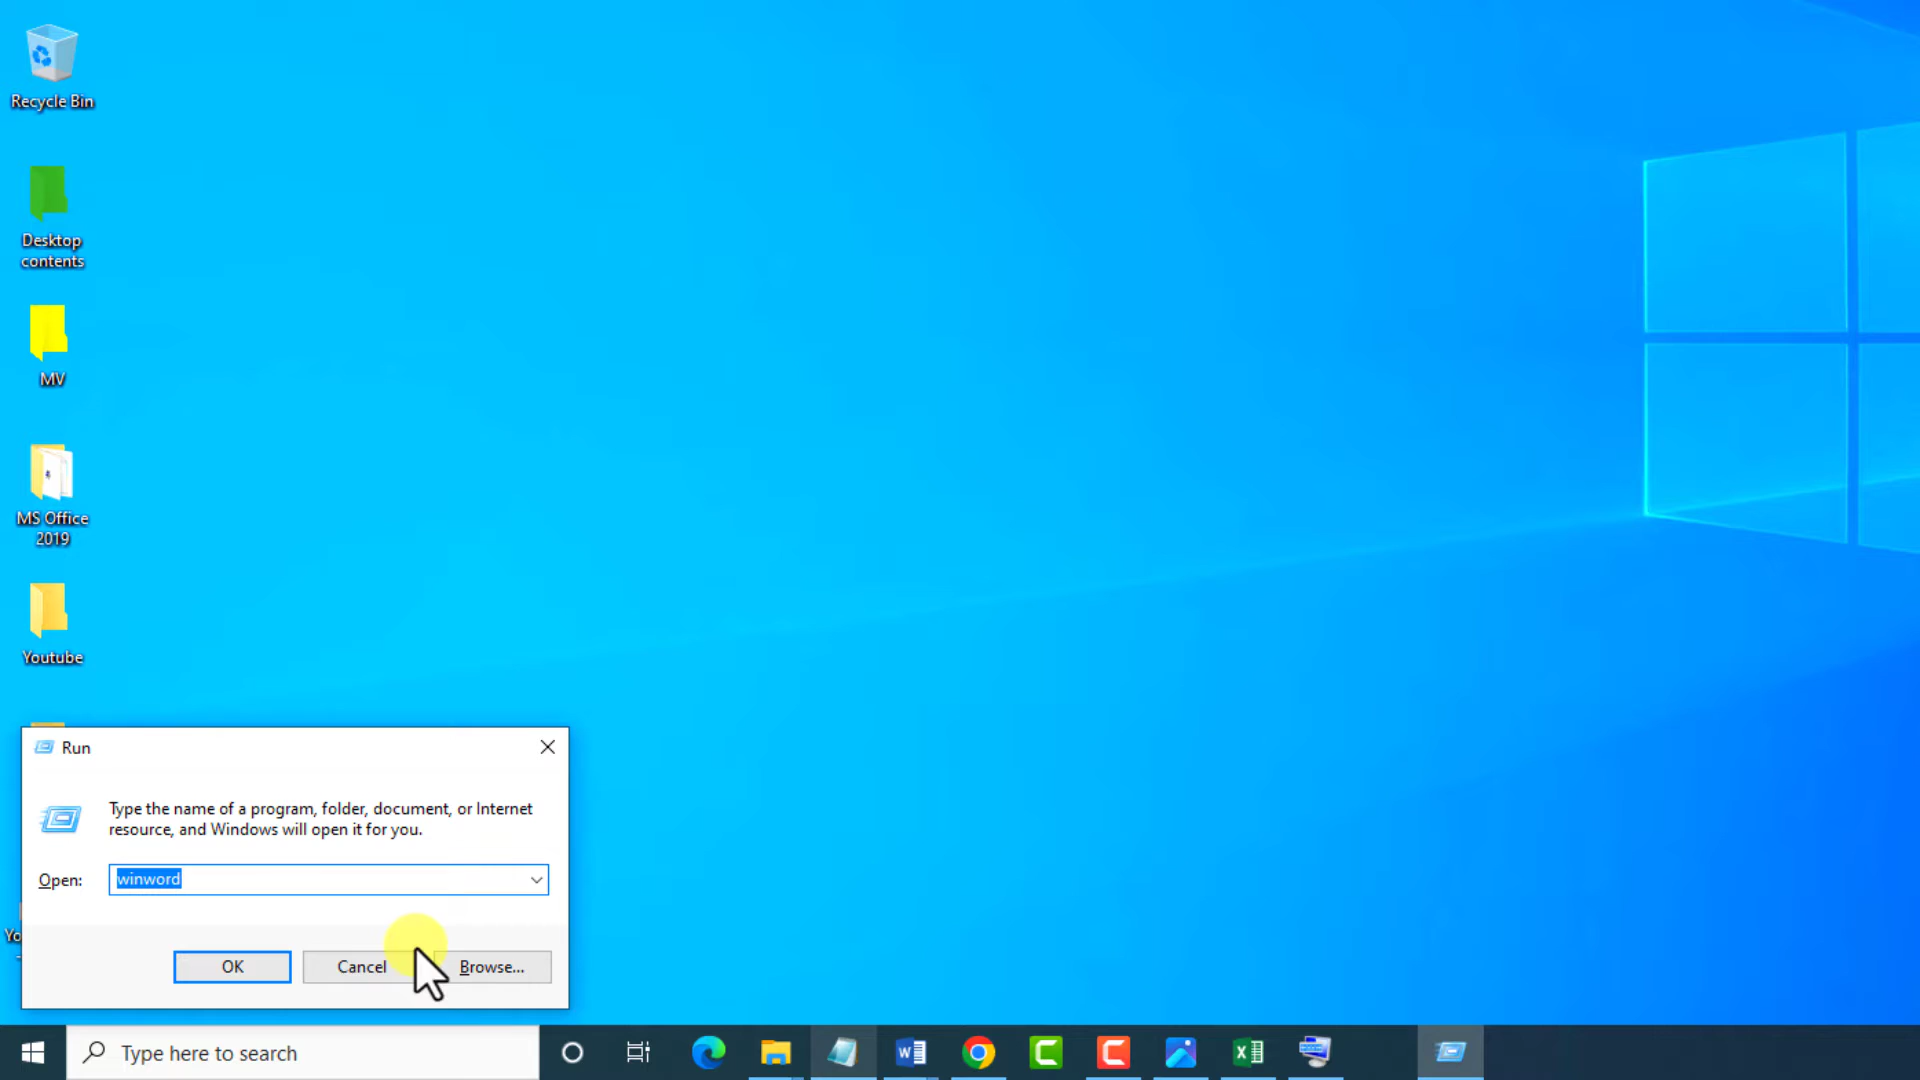 Recycle Bin
Desktop
contents
MV
MS Office
2019
Youtube
Run
Type the name of a program, folder, document, or Internet
resource, and Windows will open it for you.
Open:
winword
OK
Cancel
Browse...
Type here to search